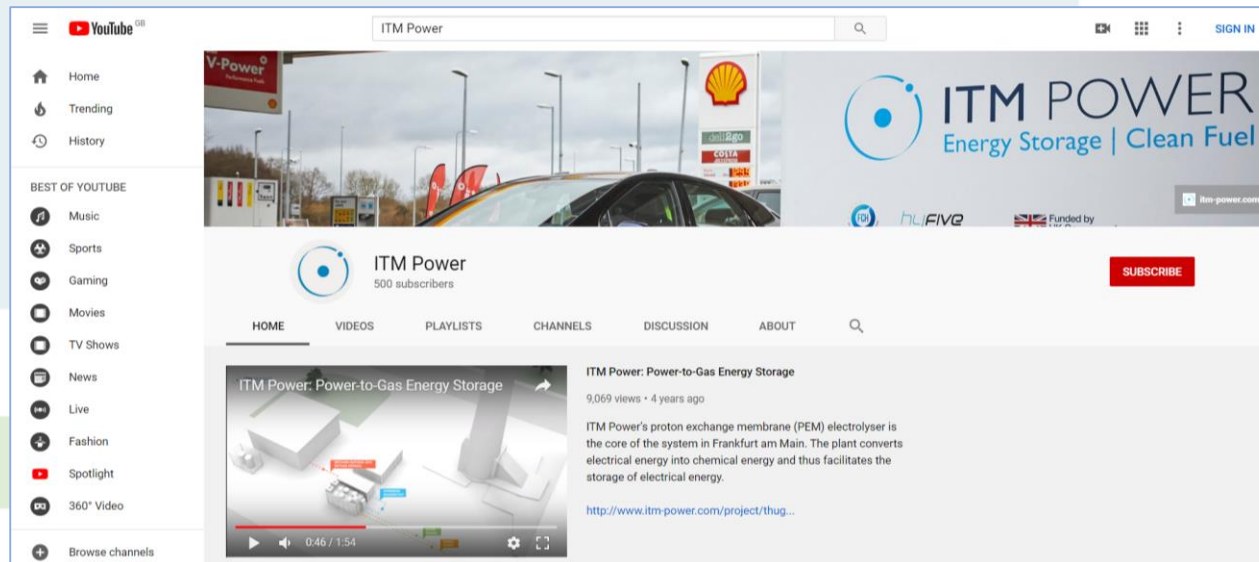 YouTube GB
ITM Power
SIGN IN
Home
Trending
History
BEST OF YOUTUBE
Music
Sports
Gaming
Movies
TV Shows
News
Live
Fashion
Spotlight
360° Video
Browse channels
V-Power
deli2go
COSTA
ITM POWER
Energy Storage | Clean Fuel
itm-power.com
FCH
HyFIVE
Funded by
ITM Power
500 subscribers
SUBSCRIBE
HOME VIDEOS PLAYLISTS CHANNELS DISCUSSION ABOUT
ITM Power: Power-to-Gas Energy Storage
0:46 / 1:54
ITM Power: Power-to-Gas Energy Storage
9,069 views • 4 years ago
ITM Power's proton exchange membrane (PEM) electrolyser is
the core of the system in Frankfurt am Main. The plant converts
electrical energy into chemical energy and thus facilitates the
storage of electrical energy.
http://www.itm-power.com/project/thug...